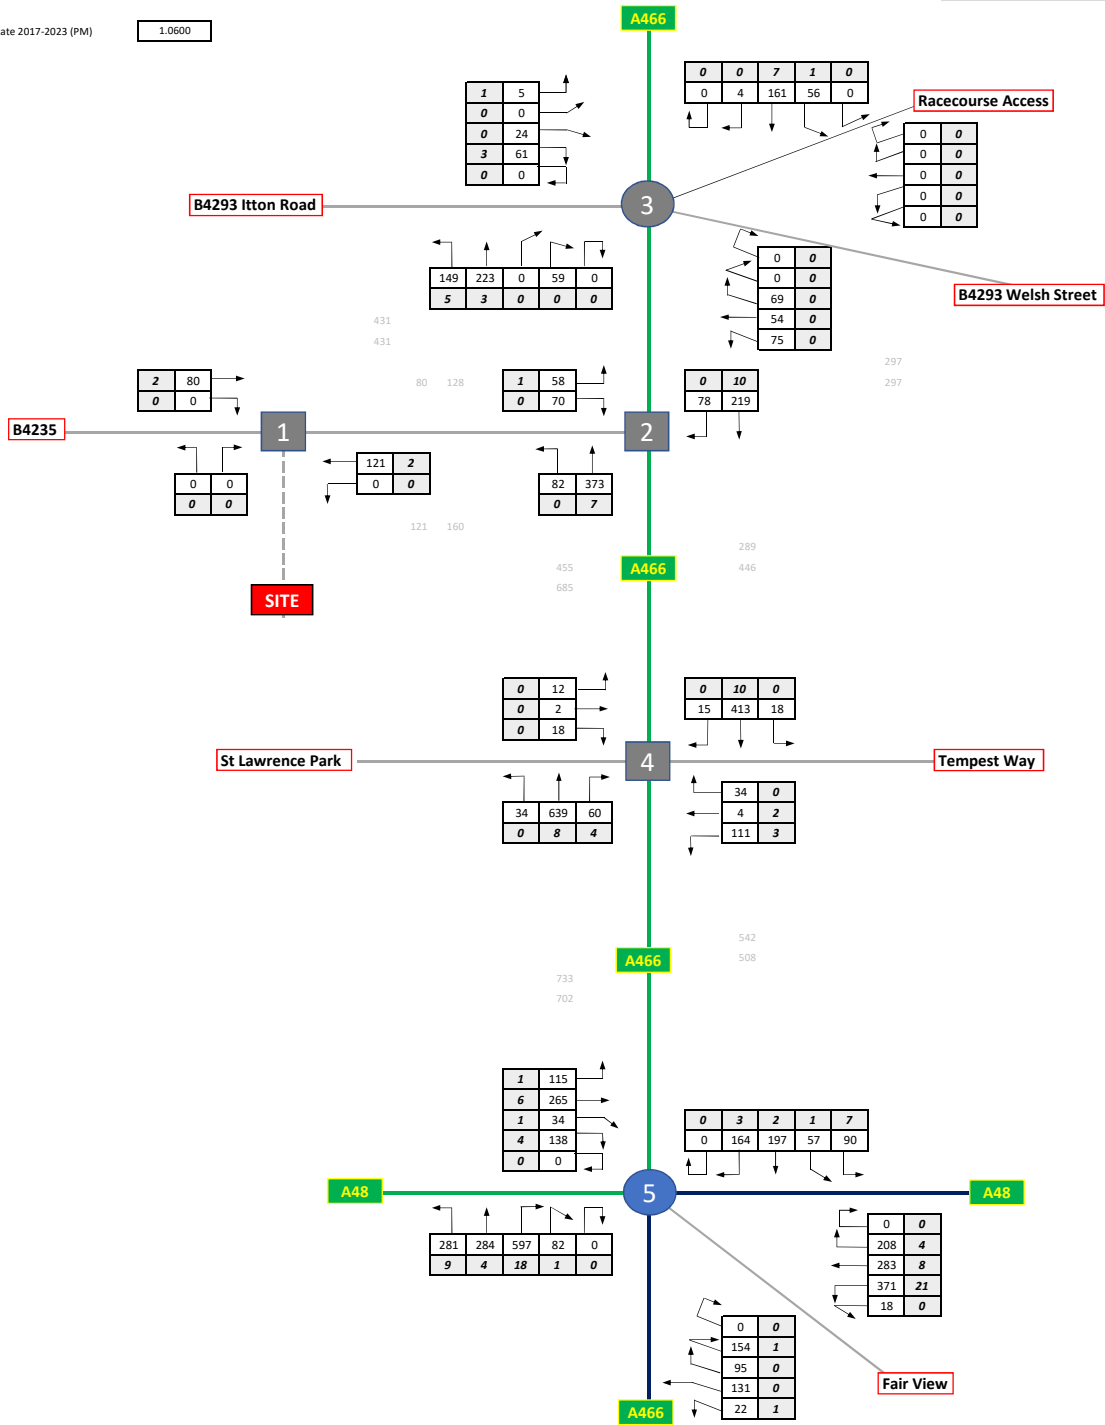 A466
ate 2017-2023 (PM) 1.0600
0 0 7 1 0
0 4 161 56 0
1 5
0 0
0 24
3 61
0 0
Racecourse Access
0 0
0 0
0 0
0 0
0 0
B4293 Itton Road
3
149 223 0 59 0
5 3 0 0 0
0 0
0 0
69 0
54 0
75 0
B4293 Welsh Street
431
431
297
297
2 80
0 0
80 128
1 58
0 70
0 10
78 219
B4235
1
2
0 0
0 0
121 2
0 0
82 373
0 7
121 160
289
446
455
685
A466
SITE
0 12
0 2
0 18
0 10 0
15 413 18
St Lawrence Park
4
Tempest Way
34 639 60
0 8 4
34 0
4 2
111 3
542
508
A466
733
702
1 115
6 265
1 34
4 138
0 0
0 3 2 1 7
0 164 197 57 90
A48
5
A48
281 284 597 82 0
9 4 18 1 0
0 0
208 4
283 8
371 21
18 0
0 0
154 1
95 0
131 0
22 1
Fair View
A466